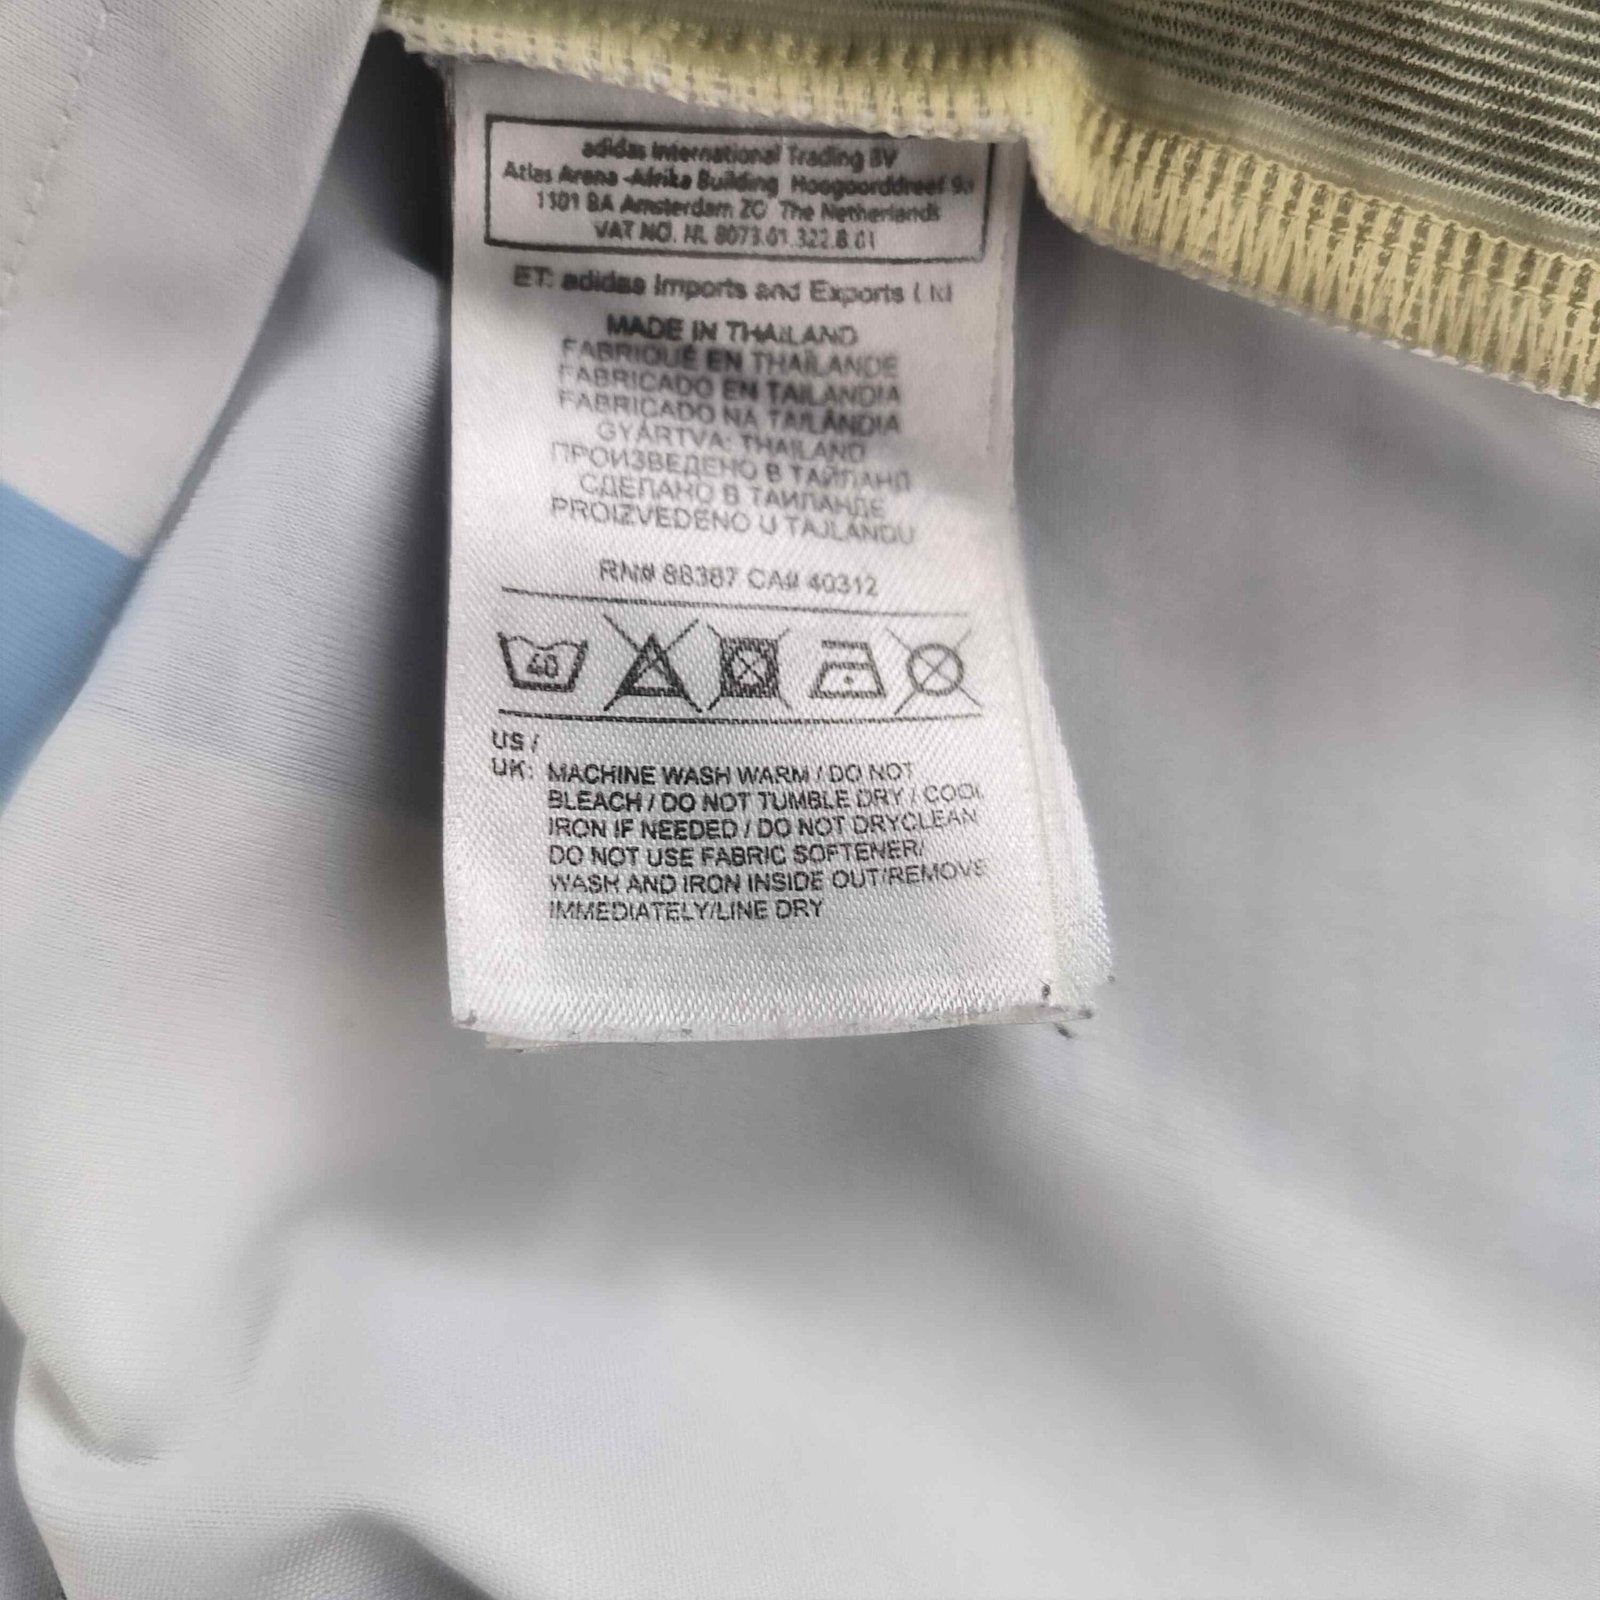 adidas International Trading BV
Atlas Arena -Afrika Building Hoogoorddreef 9a
1101 BA Amsterdam ZO The Netherlands
VAT NO. NL 8073.01.322.B.01
ET: adidas Imports and Exports Ltd
MADE IN THAILAND
FABRIQUÉ EN THAÏLANDE
FABRICADO EN TAILANDIA
FABRICADO NA TAILÂNDIA
GYÁRTVA: THAILAND
ПРОИЗВЕДЕНО В ТАЙЛАНД
СДЕЛАНО В ТАИЛАНДЕ
PROIZVEDENO U TAJLANDU
RN# 88387 CA# 40312
40
US /
UK: MACHINE WASH WARM / DO NOT
BLEACH / DO NOT TUMBLE DRY / COOL
IRON IF NEEDED / DO NOT DRYCLEAN
DO NOT USE FABRIC SOFTENER/
WASH AND IRON INSIDE OUT/REMOVE
IMMEDIATELY/LINE DRY